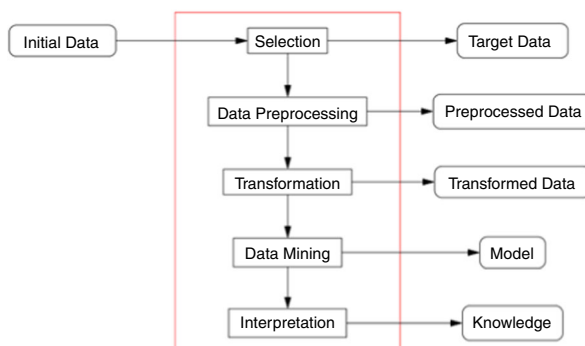 Initial Data
Selection
Target Data
Data Preprocessing
Preprocessed Data
Transformation
Transformed Data
Data Mining
Model
Interpretation
Knowledge